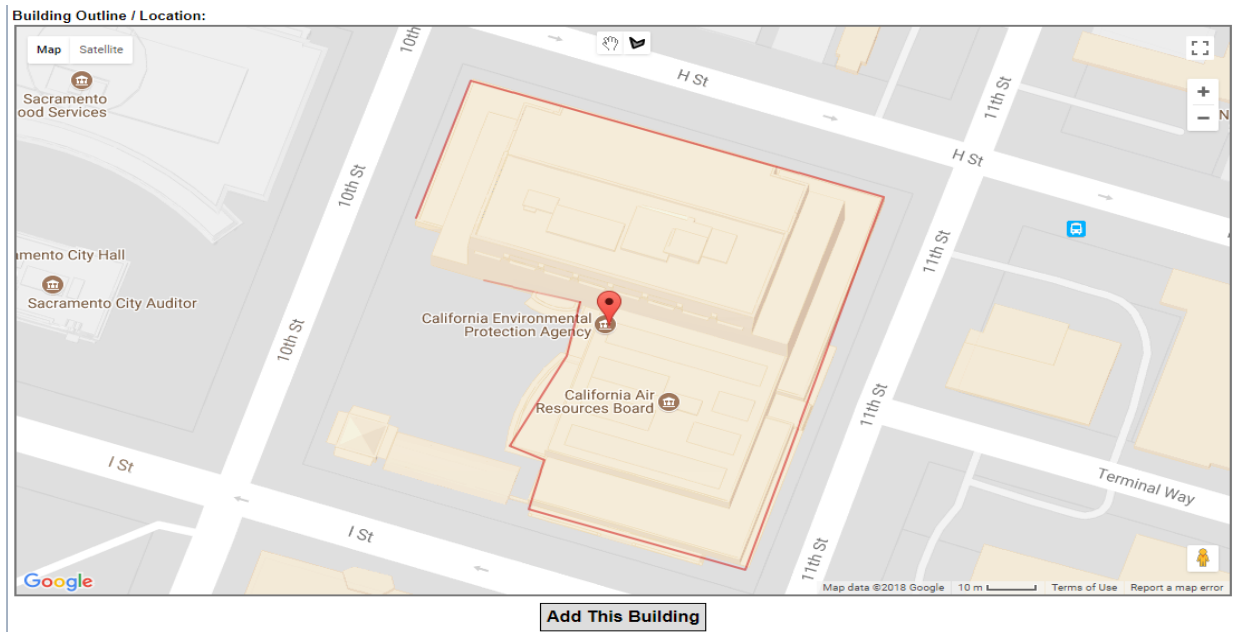 Building Outline / Location:
Map Satellite
10th St
H St
11th St
Sacramento
ood Services
N
H St
10th St
11th St
amento City Hall
Sacramento City Auditor
California Environmental
Protection Agency
10th St
California Air
Resources Board
11th St
Terminal Way
I St
I St
11th St
Google
Map data ©2018 Google 10 m Terms of Use Report a map error
Add This Building